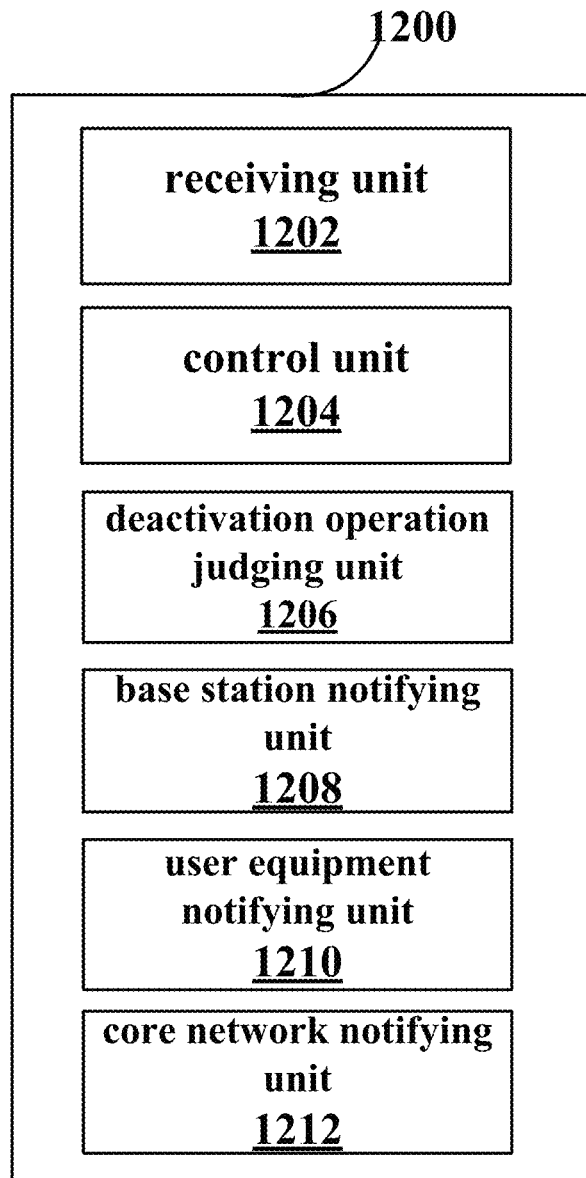 1200
receiving unit
1202
control unit
1204
deactivation operation
judging unit
1206
base station notifying
unit
1208
user equipment
notifying unit
1210
core network notifying
unit
1212